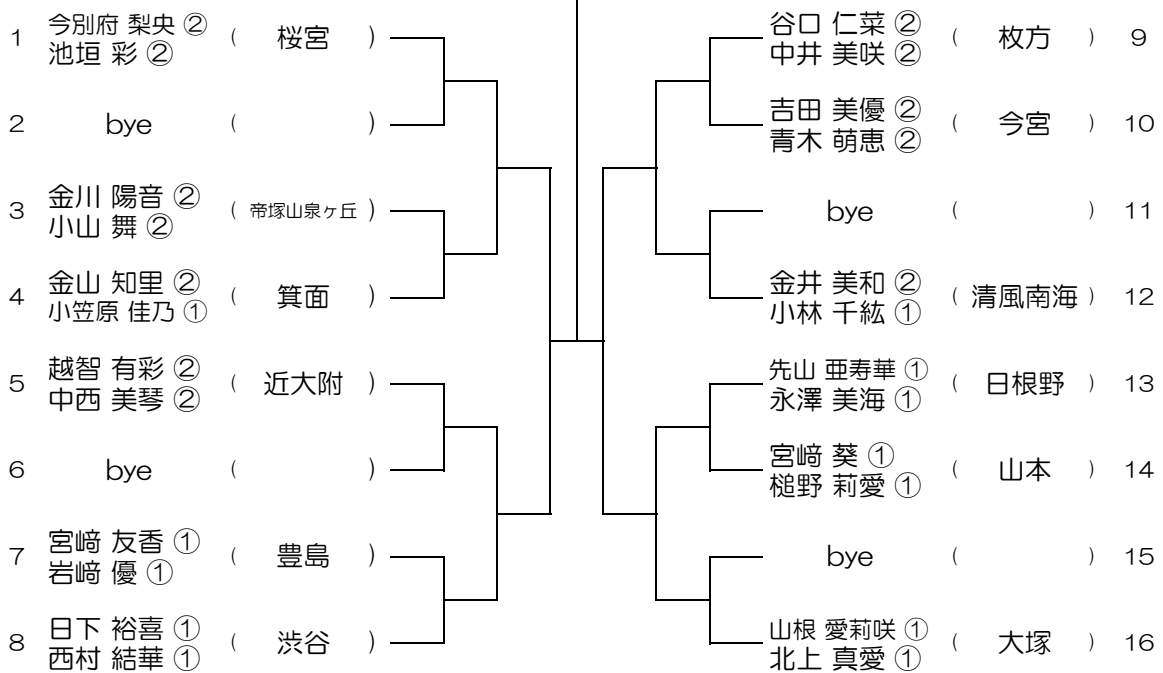 1 今別府 梨央 ② ( 桜宮 )
池垣 彩 ②
2 bye ( )
3 金川 陽音 ② ( 帝塚山泉ヶ丘 )
小山 舞 ②
4 金山 知里 ② ( 箕面 )
小笠原 佳乃 ①
5 越智 有彩 ② ( 近大附 )
中西 美琴 ②
6 bye ( )
7 宮﨑 友香 ① ( 豊島 )
岩﨑 優 ①
8 日下 裕喜 ① ( 渋谷 )
西村 結華 ①
谷口 仁菜 ② ( 枚方 ) 9
中井 美咲 ②
吉田 美優 ② ( 今宮 ) 10
青木 萌恵 ②
bye ( ) 11
金井 美和 ② ( 清風南海 ) 12
小林 千紘 ①
先山 亜寿華 ① ( 日根野 ) 13
永澤 美海 ①
宮﨑 葵 ① ( 山本 ) 14
槌野 莉愛 ①
bye ( ) 15
山根 愛莉咲 ① ( 大塚 ) 16
北上 真愛 ①